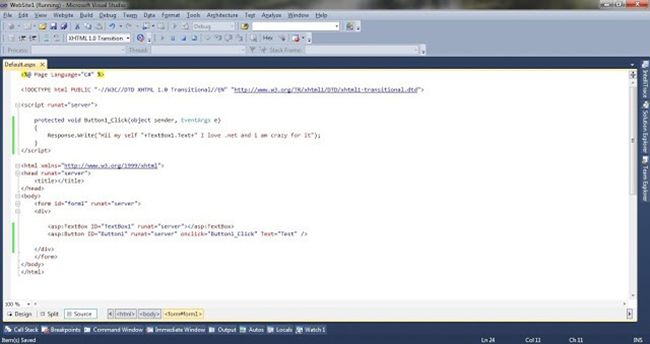 WebSite1 (Running) - Microsoft Visual Studio
File Edit View Website Build Debug Team Data Format Table Tools Architecture Test Analyze Window Help
Debug
XHTML 1.0 Transition Hex
Process: Thread: Stack Frame:
Default.aspx
<%@ Page Language="C#" %>
<!DOCTYPE html PUBLIC "-//W3C//DTD XHTML 1.0 Transitional//EN" "http://www.w3.org/TR/xhtml1/DTD/xhtml1-transitional.dtd">
<script runat="server">
protected void Button1_Click(object sender, EventArgs e)
{
Response.Write("Hii my self "+TextBox1.Text+" I love .net and i am crazy for it");
}
</script>
<html xmlns="http://www.w3.org/1999/xhtml">
<head runat="server">
<title></title>
</head>
<body>
<form id="form1" runat="server">
<div>
<asp:TextBox ID="TextBox1" runat="server"></asp:TextBox>
<asp:Button ID="Button1" runat="server" onclick="Button1_Click" Text="Test" />
</div>
</form>
</body>
</html>
IntelliTrace
Solution Explorer
Team Explorer
100 %
Design Split Source <html> <body> <form#form1>
Call Stack Breakpoints Command Window Immediate Window Output Autos Locals Watch 1
Item(s) Saved Ln 24 Col 11 Ch 11 INS